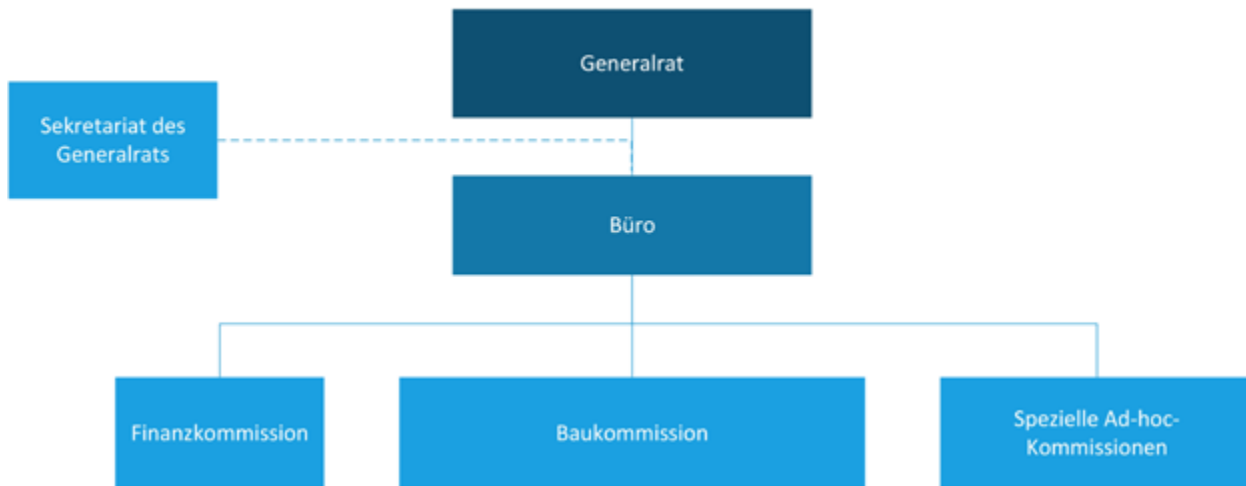 Generalrat
Sekretariat des
Generalrats
Büro
Finanzkommission
Baukommission
Spezielle Ad-hoc-
Kommissionen